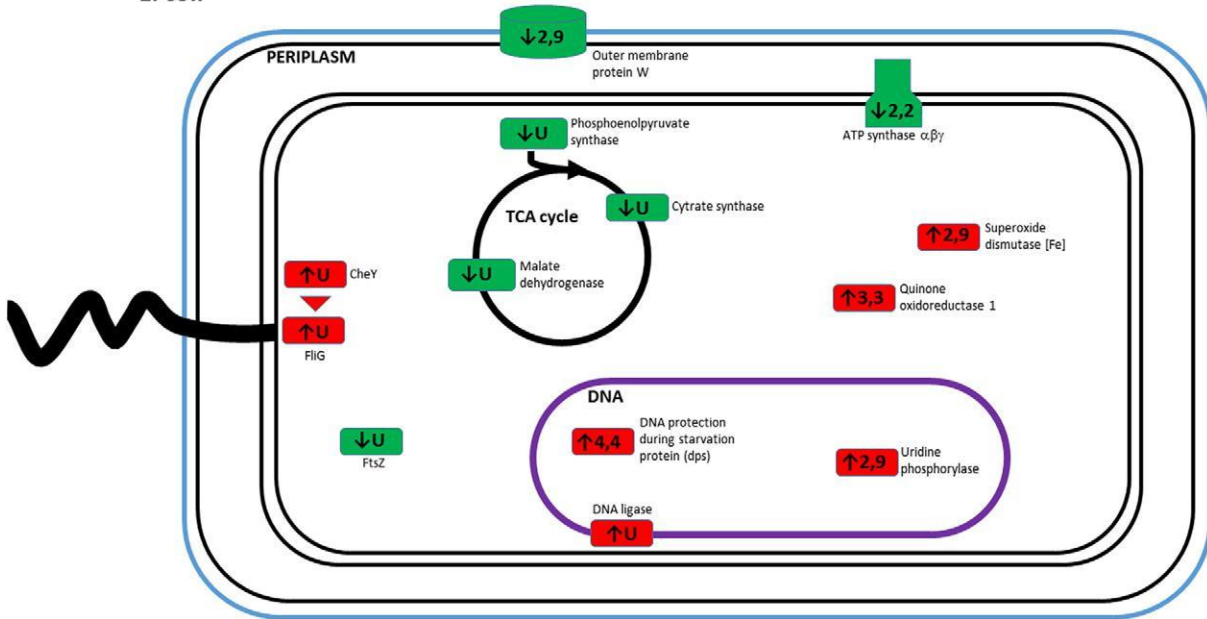 PERIPLASM
↓2,9
Outer membrane
protein W
↓2,2
ATP synthase αβγ
↓U
Phosphoenolpyruvate
synthase
TCA cycle
↓U
Cytrate synthase
↓U
Malate
dehydrogenase
↑2,9
Superoxide
dismutase [Fe]
↑3,3
Quinone
oxidoreductase 1
↑U
CheY
↑U
FliG
↓U
FtsZ
DNA
↑4,4
DNA protection
during starvation
protein (dps)
↑2,9
Uridine
phosphorylase
DNA ligase
↑U